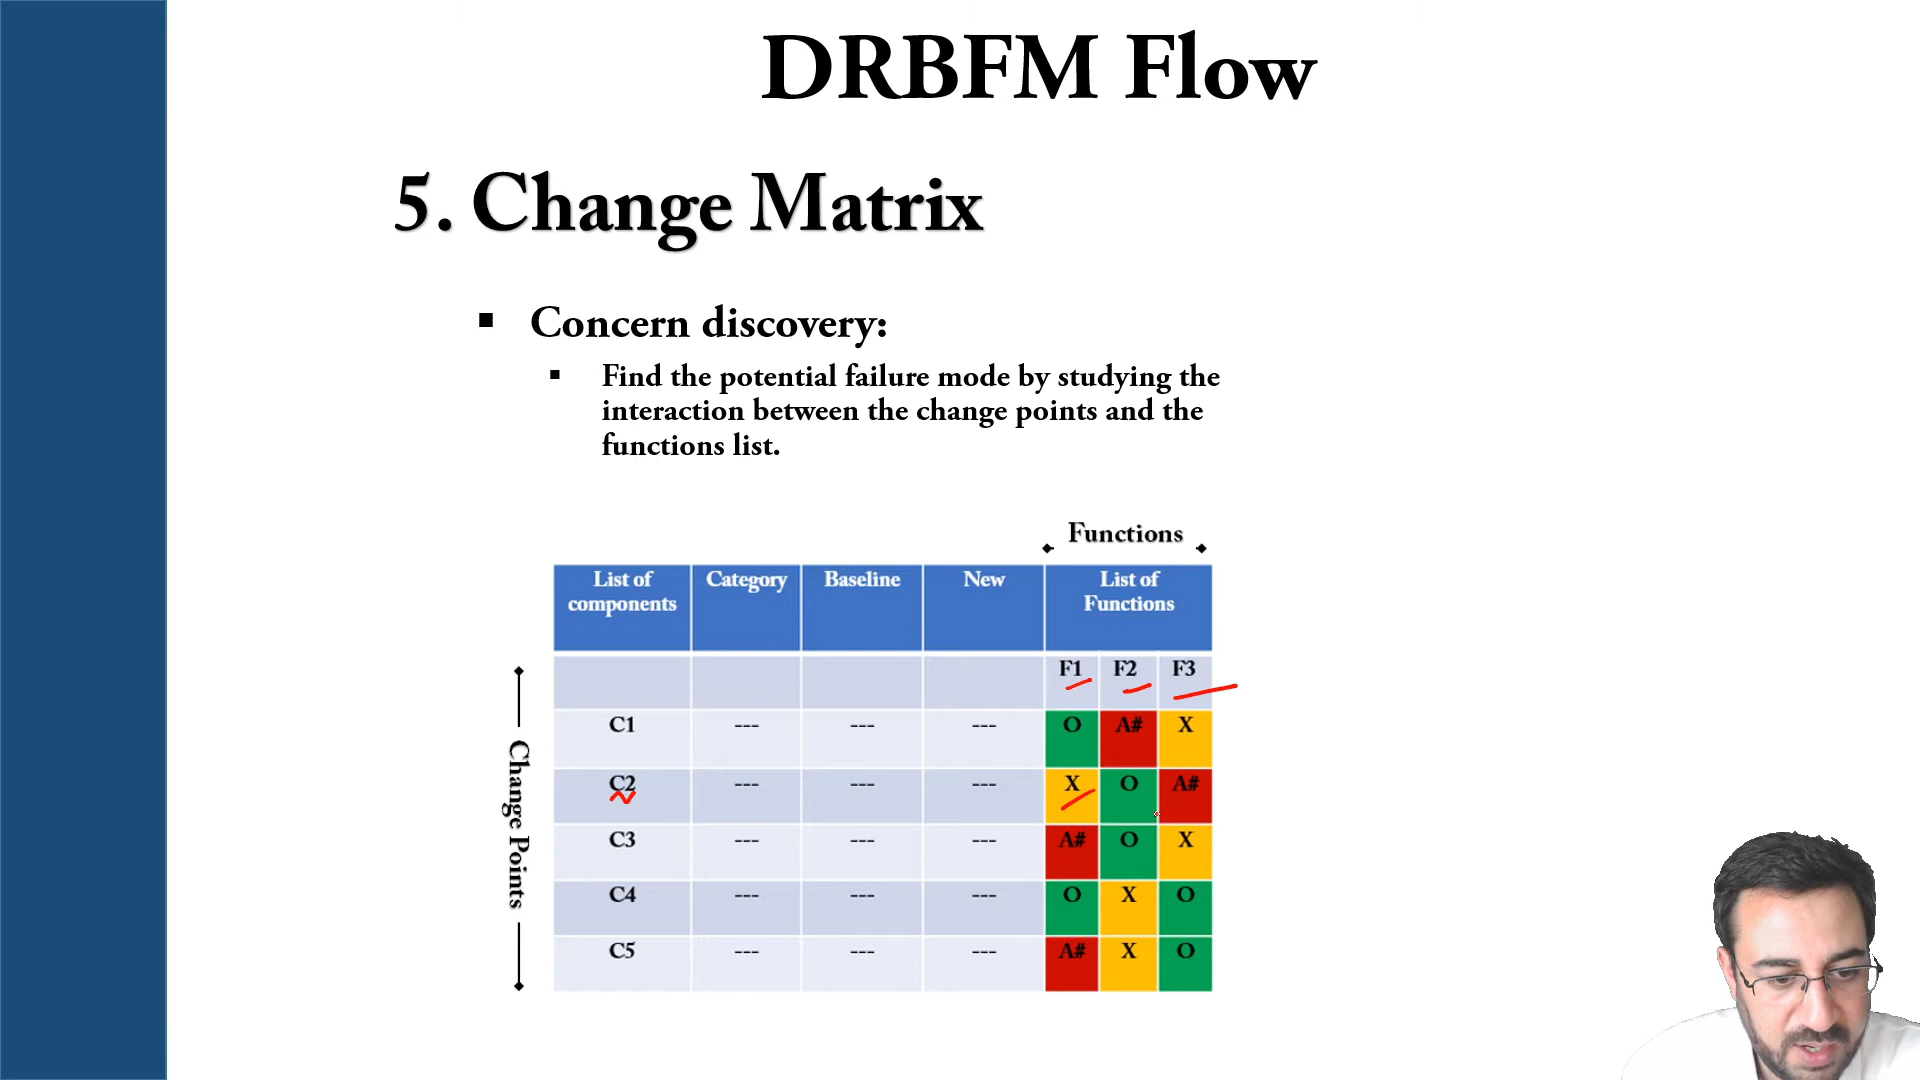 DRBFM Flow
5. Change Matrix
▪ Concern discovery:
▪ Find the potential failure mode by studying the
interaction between the change points and the
functions list.
Functions
List of components Category Baseline New List of Functions
F1 F2 F3
Change Points
C1 --- --- --- O A# X
C2 --- --- --- X O A#
C3 --- --- --- A# O X
C4 --- --- --- O X O
C5 --- --- --- A# X O